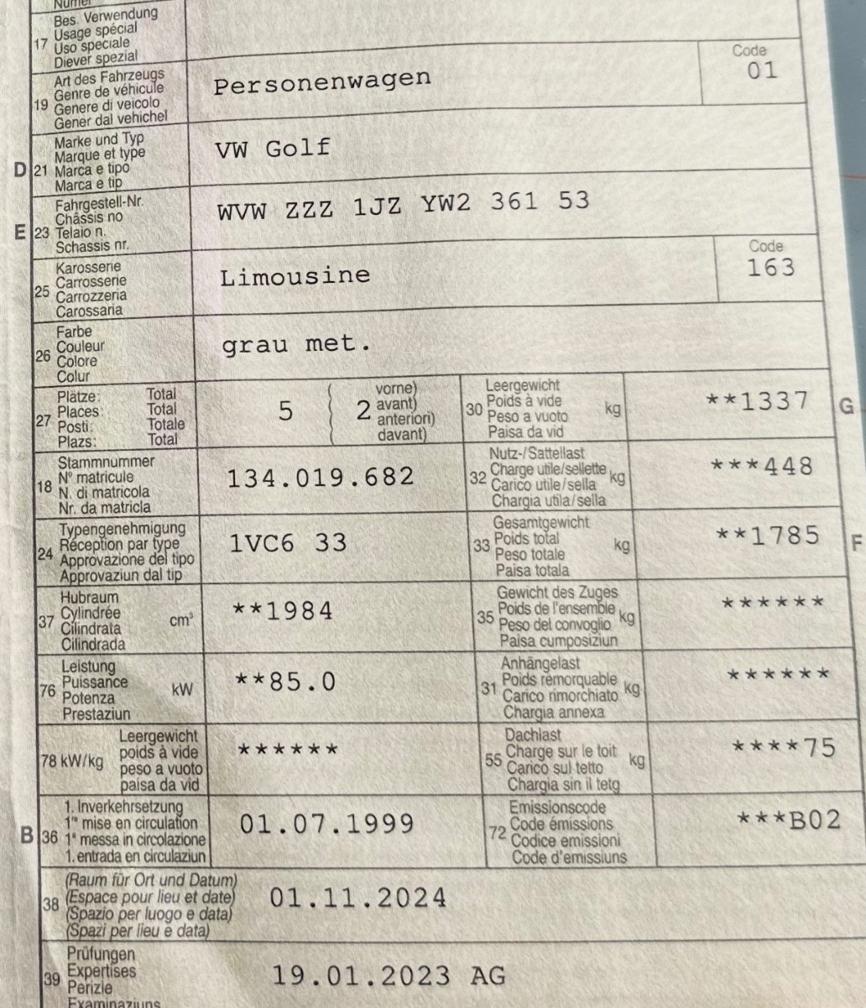 Numer
17
Bes. Verwendung
Usage spécial
Uso speciale
Diever spezial
19
Art des Fahrzeugs
Genre de véhicule
Genere di veicolo
Gener dal vehichel
Personenwagen
Code
01
D 21
Marke und Typ
Marque et type
Marca e tipo
Marca e tip
VW Golf
E 23
Fahrgestell-Nr.
Châssis no
Telaio n.
Schassis nr.
WVW ZZZ 1JZ YW2 361 53
25
Karosserie
Carrosserie
Carrozzeria
Carossaria
Limousine
Code
163
26
Farbe
Couleur
Colore
Colur
grau met.
27
Plätze: Total
Places: Total
Posti: Totale
Plazs: Total
5
2
vorne)
avant)
anteriori)
davant)
30
Leergewicht
Poids à vide
Peso a vuoto
Paisa da vid
kg
**1337
G
18
Stammnummer
N° matricule
N. di matricola
Nr. da matricla
134.019.682
32
Nutz-/Sattellast
Charge utile/sellette
Carico utile/sella
Chargia utila/sella
kg
***448
24
Typengenehmigung
Réception par type
Approvazione del tipo
Approvaziun dal tip
1VC6 33
33
Gesamtgewicht
Poids total
Peso totale
Paisa totala
kg
**1785
F
37
Hubraum
Cylindrée
Cilindrata
Cilindrada
cm³
**1984
35
Gewicht des Zuges
Poids de l'ensemble
Peso del convoglio
Paisa cumposiziun
kg
******
76
Leistung
Puissance
Potenza
Prestaziun
kW
**85.0
31
Anhängelast
Poids remorquable
Carico rimorchiato
Chargia annexa
kg
******
78 kW/kg
Leergewicht
poids à vide
peso a vuoto
paisa da vid
******
55
Dachlast
Charge sur le toit
Carico sul tetto
Chargia sin il tetg
kg
****75
B 36
1. Inverkehrsetzung
1re mise en circulation
1a messa in circolazione
1. entrada en circulaziun
01.07.1999
72
Emissionscode
Code émissions
Codice emissioni
Code d'emissiuns
***B02
38
(Raum für Ort und Datum)
(Espace pour lieu et date)
(Spazio per luogo e data)
(Spazi per lieu e data)
01.11.2024
39
Prüfungen
Expertises
Perizie
Examinaziuns
19.01.2023 AG